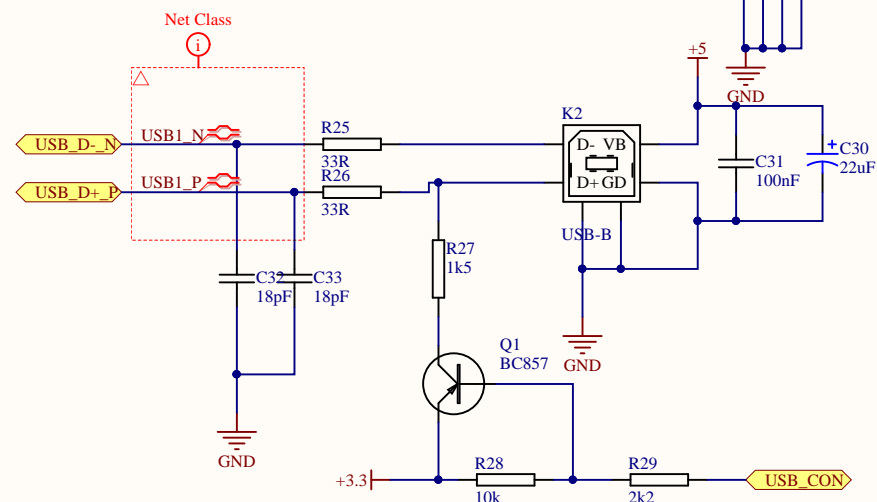 Net Class
i
+5
GND
K2
USB_D-_N
USB1_N
R25
33R
D- VB
D+ GD
USB-B
C31
100nF
+
C30
22uF
USB_D+_P
USB1_P
R26
33R
R27
1k5
C32
18pF
C33
18pF
GND
Q1
BC857
GND
+3.3
R28
10k
R29
2k2
USB_CON